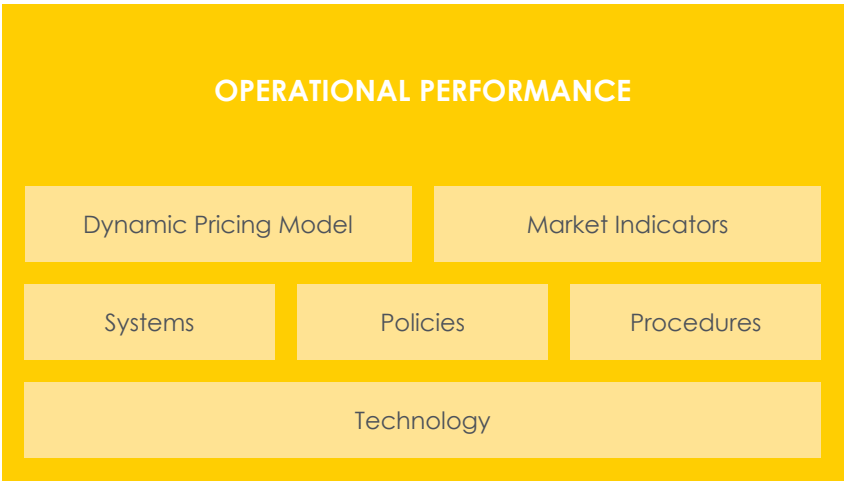 OPERATIONAL PERFORMANCE
Dynamic Pricing Model
Market Indicators
Systems
Policies
Procedures
Technology